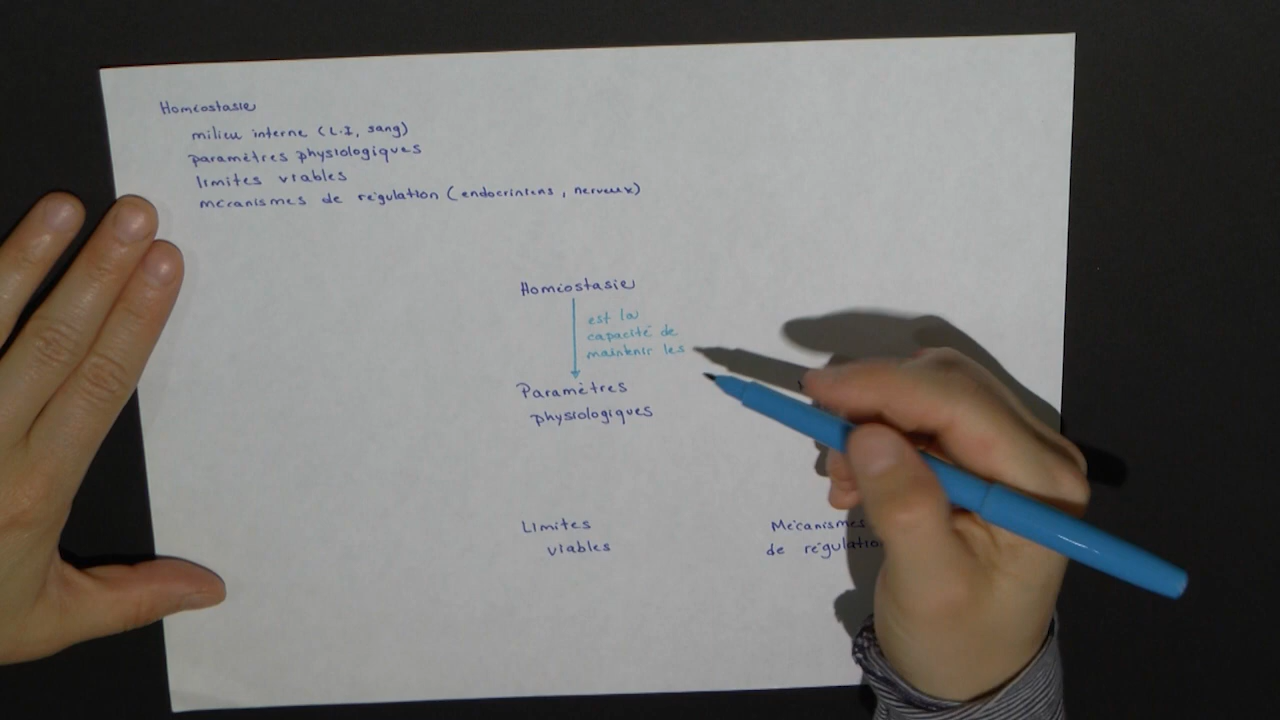 Homéostasie
milieu interne (L.I, sang)
paramètres physiologiques
limites viables
mécanismes de régulation (endocriniens, nerveux)
Homéostasie
est la
capacité de
maintenir les
Paramètres
physiologiques
Limites
viables
Mécanismes
de régulation